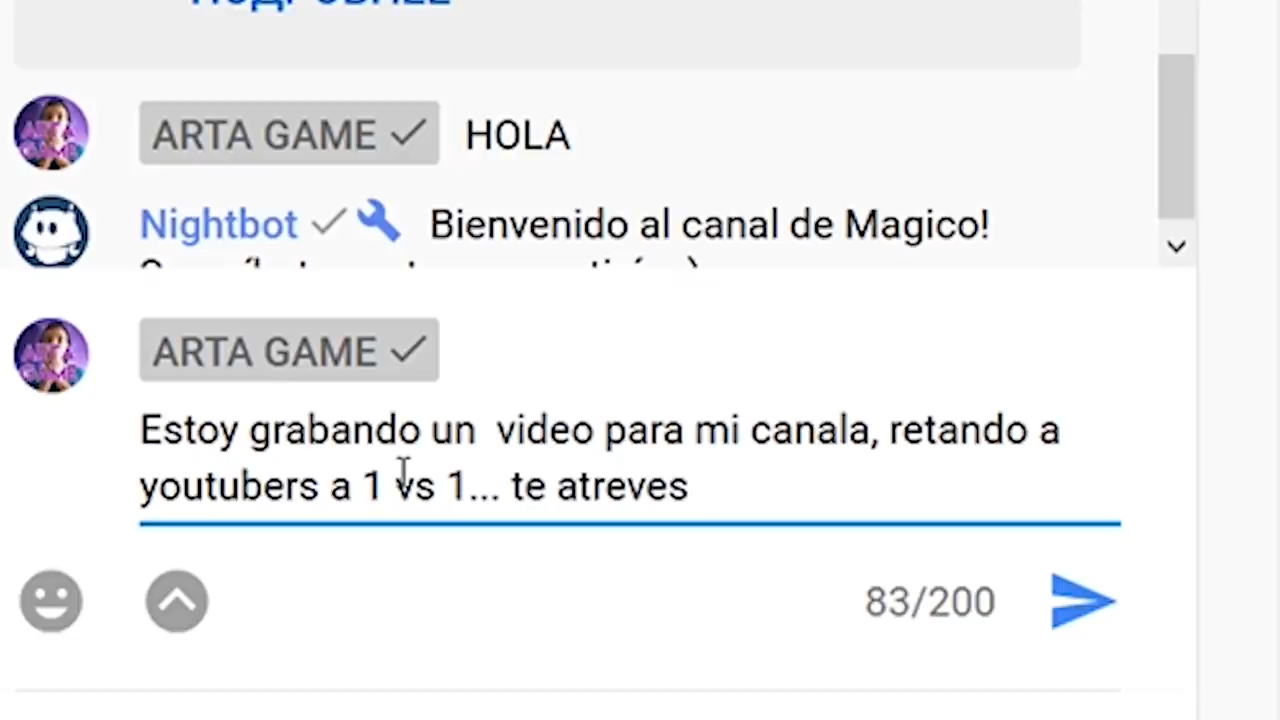 ПОДРОБНЕЕ
ARTA GAME HOLA
Nightbot Bienvenido al canal de Magico!
ARTA GAME
Estoy grabando un  video para mi canala, retando a
youtubers a 1 vs 1... te atreves
83/200